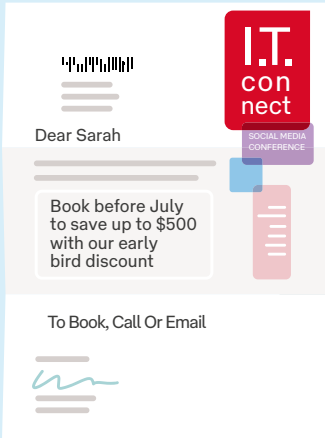 I.T.
con
nect
SOCIAL MEDIA
CONFERENCE
Dear Sarah
Book before July
to save up to $500
with our early
bird discount
To Book, Call Or Email